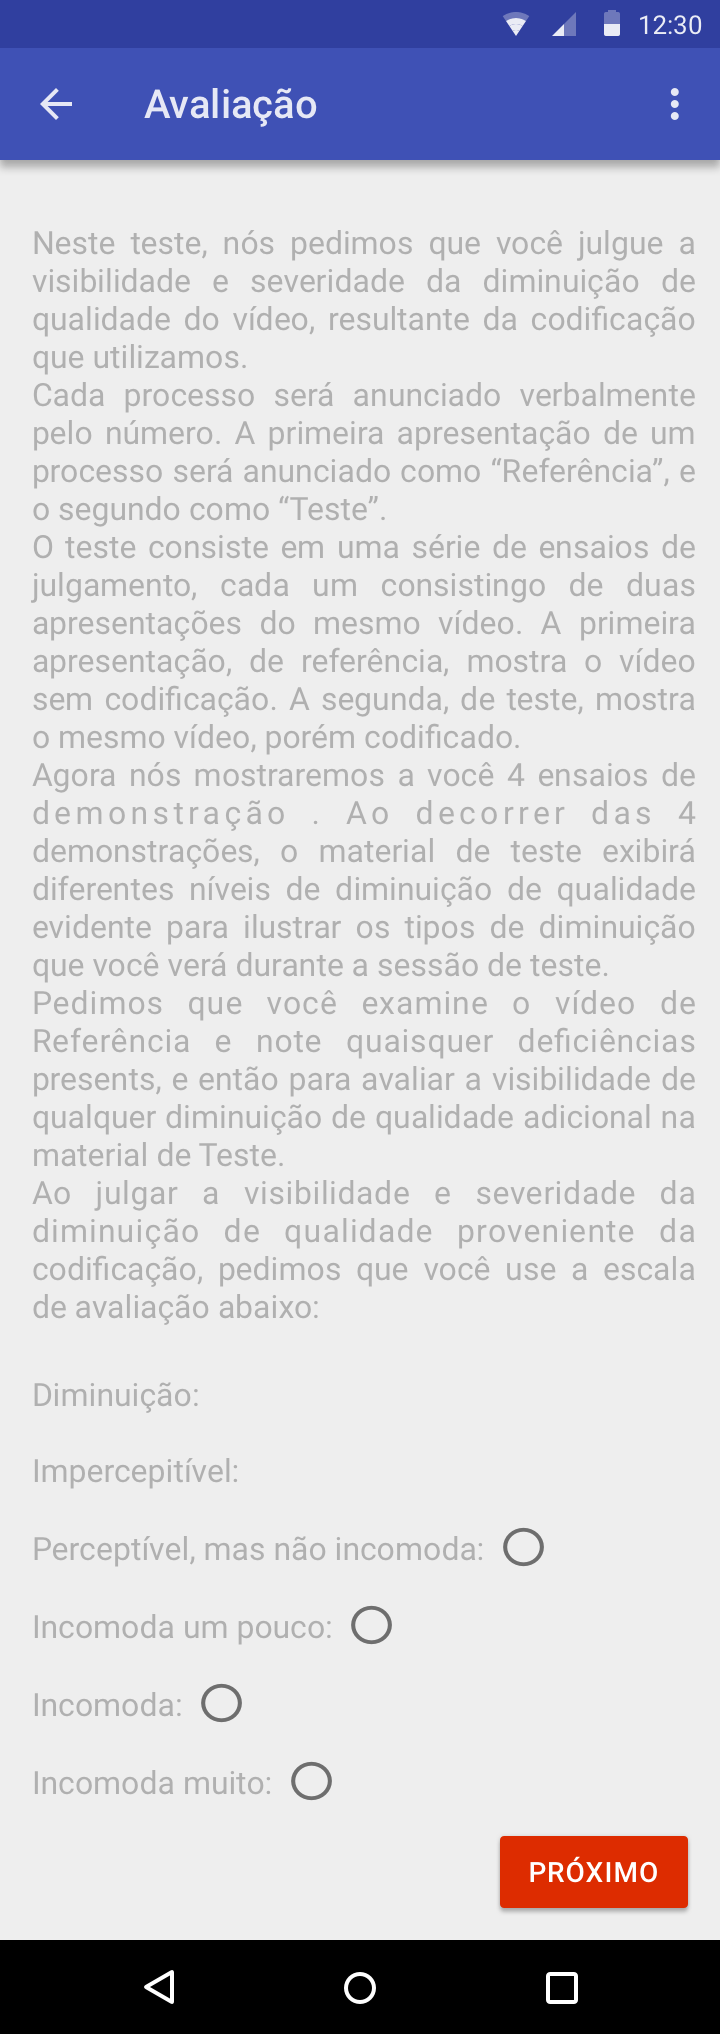 12:30
Avaliação
Neste teste, nós pedimos que você julgue a
visibilidade e severidade da diminuição de
qualidade do vídeo, resultante da codificação
que utilizamos.
Cada processo será anunciado verbalmente
pelo número. A primeira apresentação de um
processo será anunciado como “Referência”, e
o segundo como “Teste”.
O teste consiste em uma série de ensaios de
julgamento, cada um consistingo de duas
apresentações do mesmo vídeo. A primeira
apresentação, de referência, mostra o vídeo
sem codificação. A segunda, de teste, mostra
o mesmo vídeo, porém codificado.
Agora nós mostraremos a você 4 ensaios de
demonstração . Ao decorrer das 4
demonstrações, o material de teste exibirá
diferentes níveis de diminuição de qualidade
evidente para ilustrar os tipos de diminuição
que você verá durante a sessão de teste.
Pedimos que você examine o vídeo de
Referência e note quaisquer deficiências
presents, e então para avaliar a visibilidade de
qualquer diminuição de qualidade adicional na
material de Teste.
Ao julgar a visibilidade e severidade da
diminuição de qualidade proveniente da
codificação, pedimos que você use a escala
de avaliação abaixo:
Diminuição:
Impercepitível:
Perceptível, mas não incomoda:
Incomoda um pouco:
Incomoda:
Incomoda muito:
PRÓXIMO